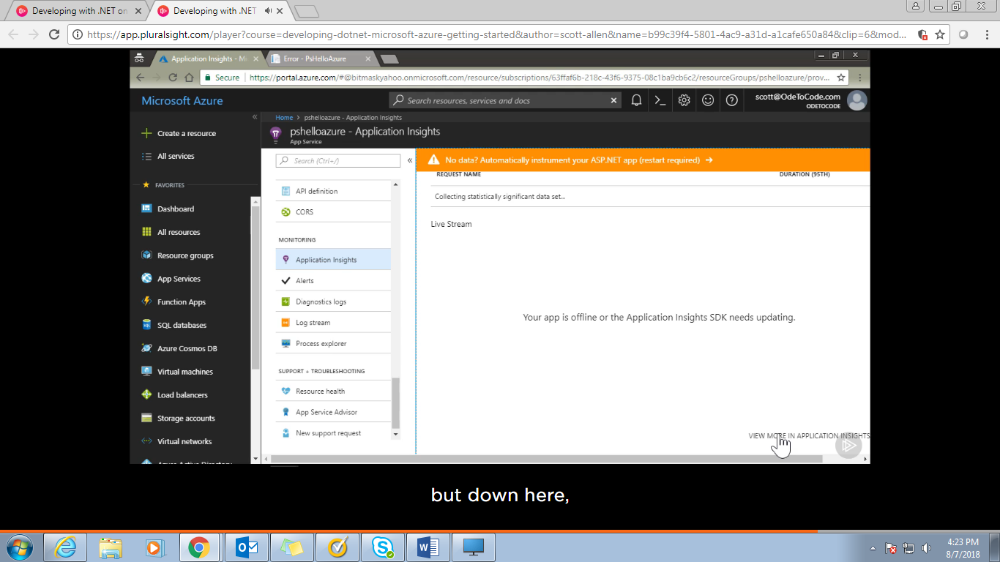 Developing with .NET on
Developing with .NET
https://app.pluralsight.com/player?course=developing-dotnet-microsoft-azure-getting-started&author=scott-allen&name=b99c39f4-5801-4ac9-a31d-a1cafe650a84&clip=6&mod...
Application Insights - M
Error - PsHelloAzure
Secure
https://portal.azure.com/#@bitmaskyahoo.onmicrosoft.com/resource/subscriptions/63ffaf6b-218c-43f6-9375-08c1ba9cb6c2/resourceGroups/pshelloazure/prov...
Microsoft Azure
Search resources, services and docs
scott@OdeToCode.com
ODETOCODE
Create a resource
All services
FAVORITES
Dashboard
All resources
Resource groups
App Services
Function Apps
SQL databases
Azure Cosmos DB
Virtual machines
Load balancers
Storage accounts
Virtual networks
Azure Active Directory
Home > pshelloazure - Application Insights
pshelloazure - Application Insights
App Service
Search (Ctrl+/)
API definition
CORS
MONITORING
Application Insights
Alerts
Diagnostics logs
Log stream
Process explorer
SUPPORT + TROUBLESHOOTING
Resource health
App Service Advisor
New support request
No data? Automatically instrument your ASP.NET app (restart required) →
REQUEST NAME
DURATION (95TH)
Collecting statistically significant data set...
Live Stream
Your app is offline or the Application Insights SDK needs updating.
VIEW MORE IN APPLICATION INSIGHTS
but down here,
4:23 PM
8/7/2018